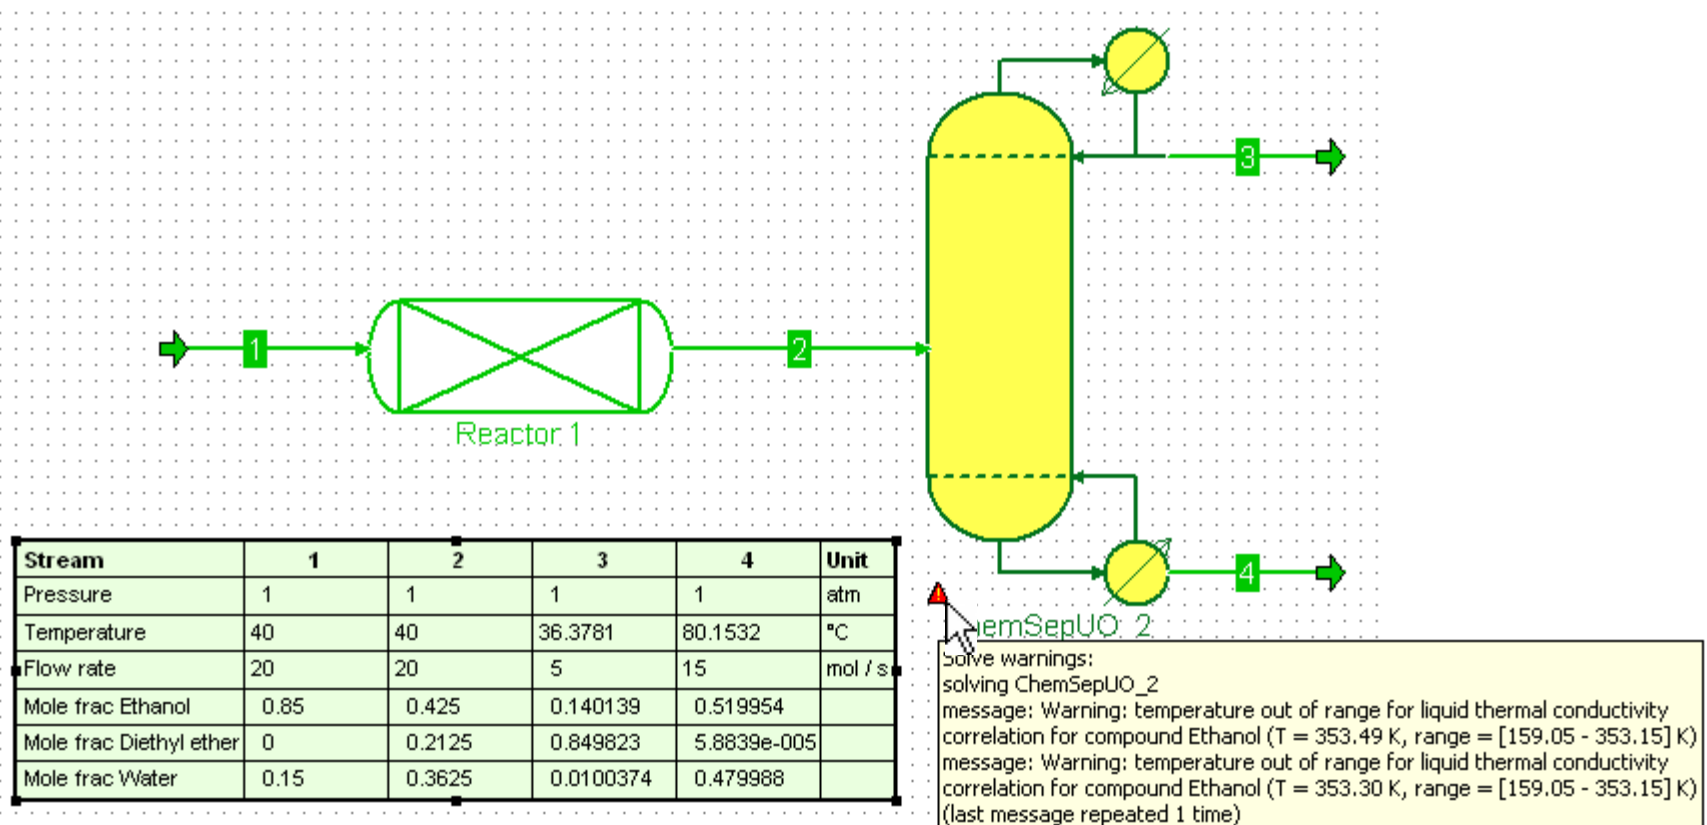 3
1
2
Reactor 1
4
Stream 1 2 3 4 Unit
Pressure 1 1 1 1 atm
Temperature 40 40 36.3781 80.1532 °C
Flow rate 20 20 5 15 mol / s
Mole frac Ethanol 0.85 0.425 0.140139 0.519954
Mole frac Diethyl ether 0 0.2125 0.849823 5.8839e-005
Mole frac Water 0.15 0.3625 0.0100374 0.479988
emSepUO_2
Solve warnings:
solving ChemSepUO_2
message: Warning: temperature out of range for liquid thermal conductivity
correlation for compound Ethanol (T = 353.49 K, range = [159.05 - 353.15] K)
message: Warning: temperature out of range for liquid thermal conductivity
correlation for compound Ethanol (T = 353.30 K, range = [159.05 - 353.15] K)
(last message repeated 1 time)